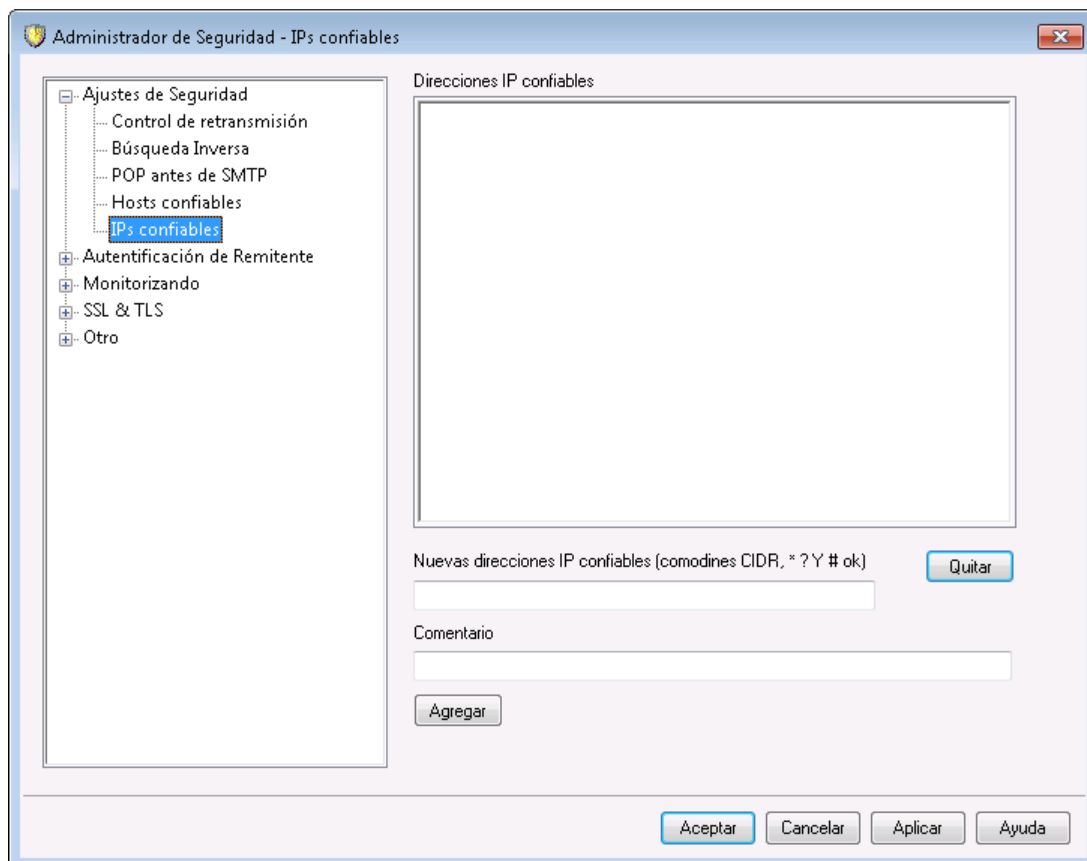 Administrador de Seguridad - IPs confiables
Ajustes de Seguridad
Control de retransmisión
Búsqueda Inversa
POP antes de SMTP
Hosts confiables
IPs confiables
Autentificación de Remitente
Monitorizando
SSL & TLS
Otro
Direcciones IP confiables
Nuevas direcciones IP confiables (comodines CIDR, * ? Y # ok)
Quitar
Comentario
Agregar
Aceptar
Cancelar
Aplicar
Ayuda